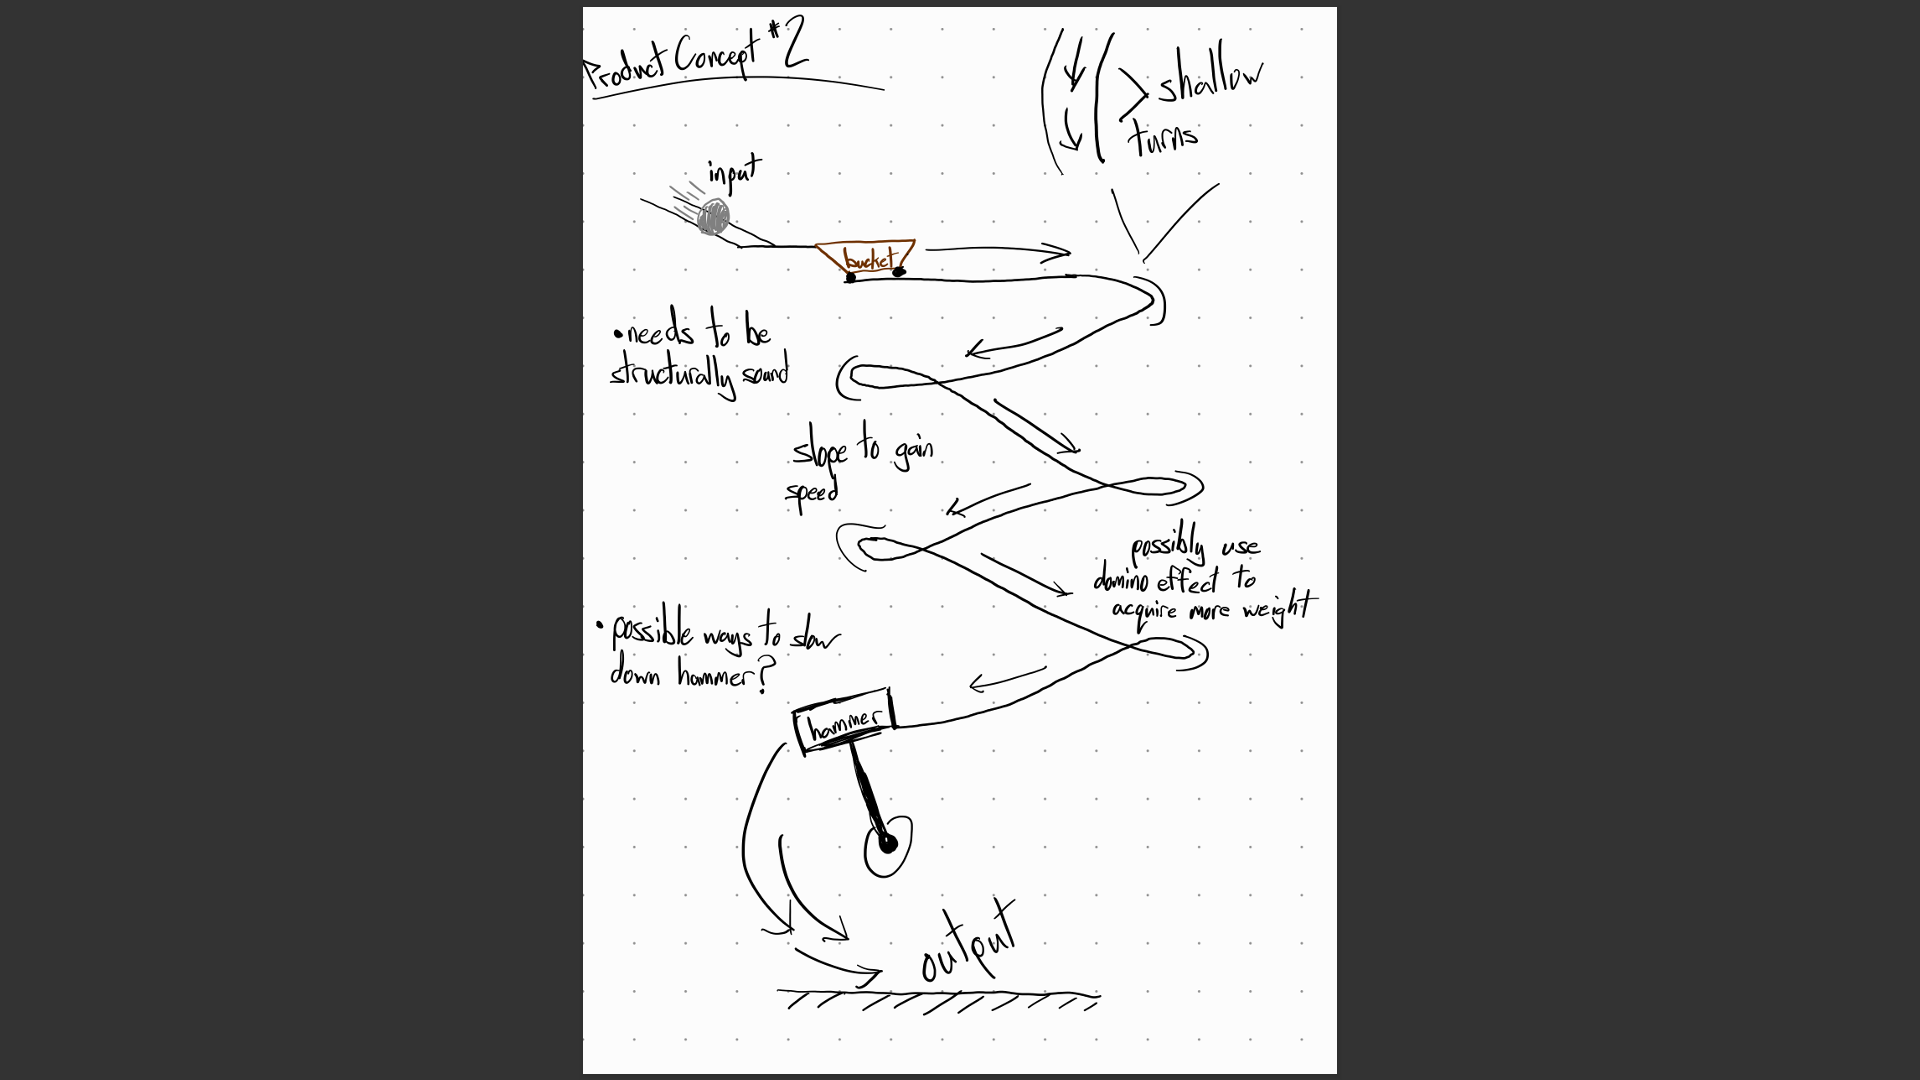 Product Concept #2
shallow
turns
input
bucket
•needs to be
structurally sound
slope to gain
speed
possibly use
domino effect to
acquire more weight
•possible ways to slow
down hammer?
hammer
output